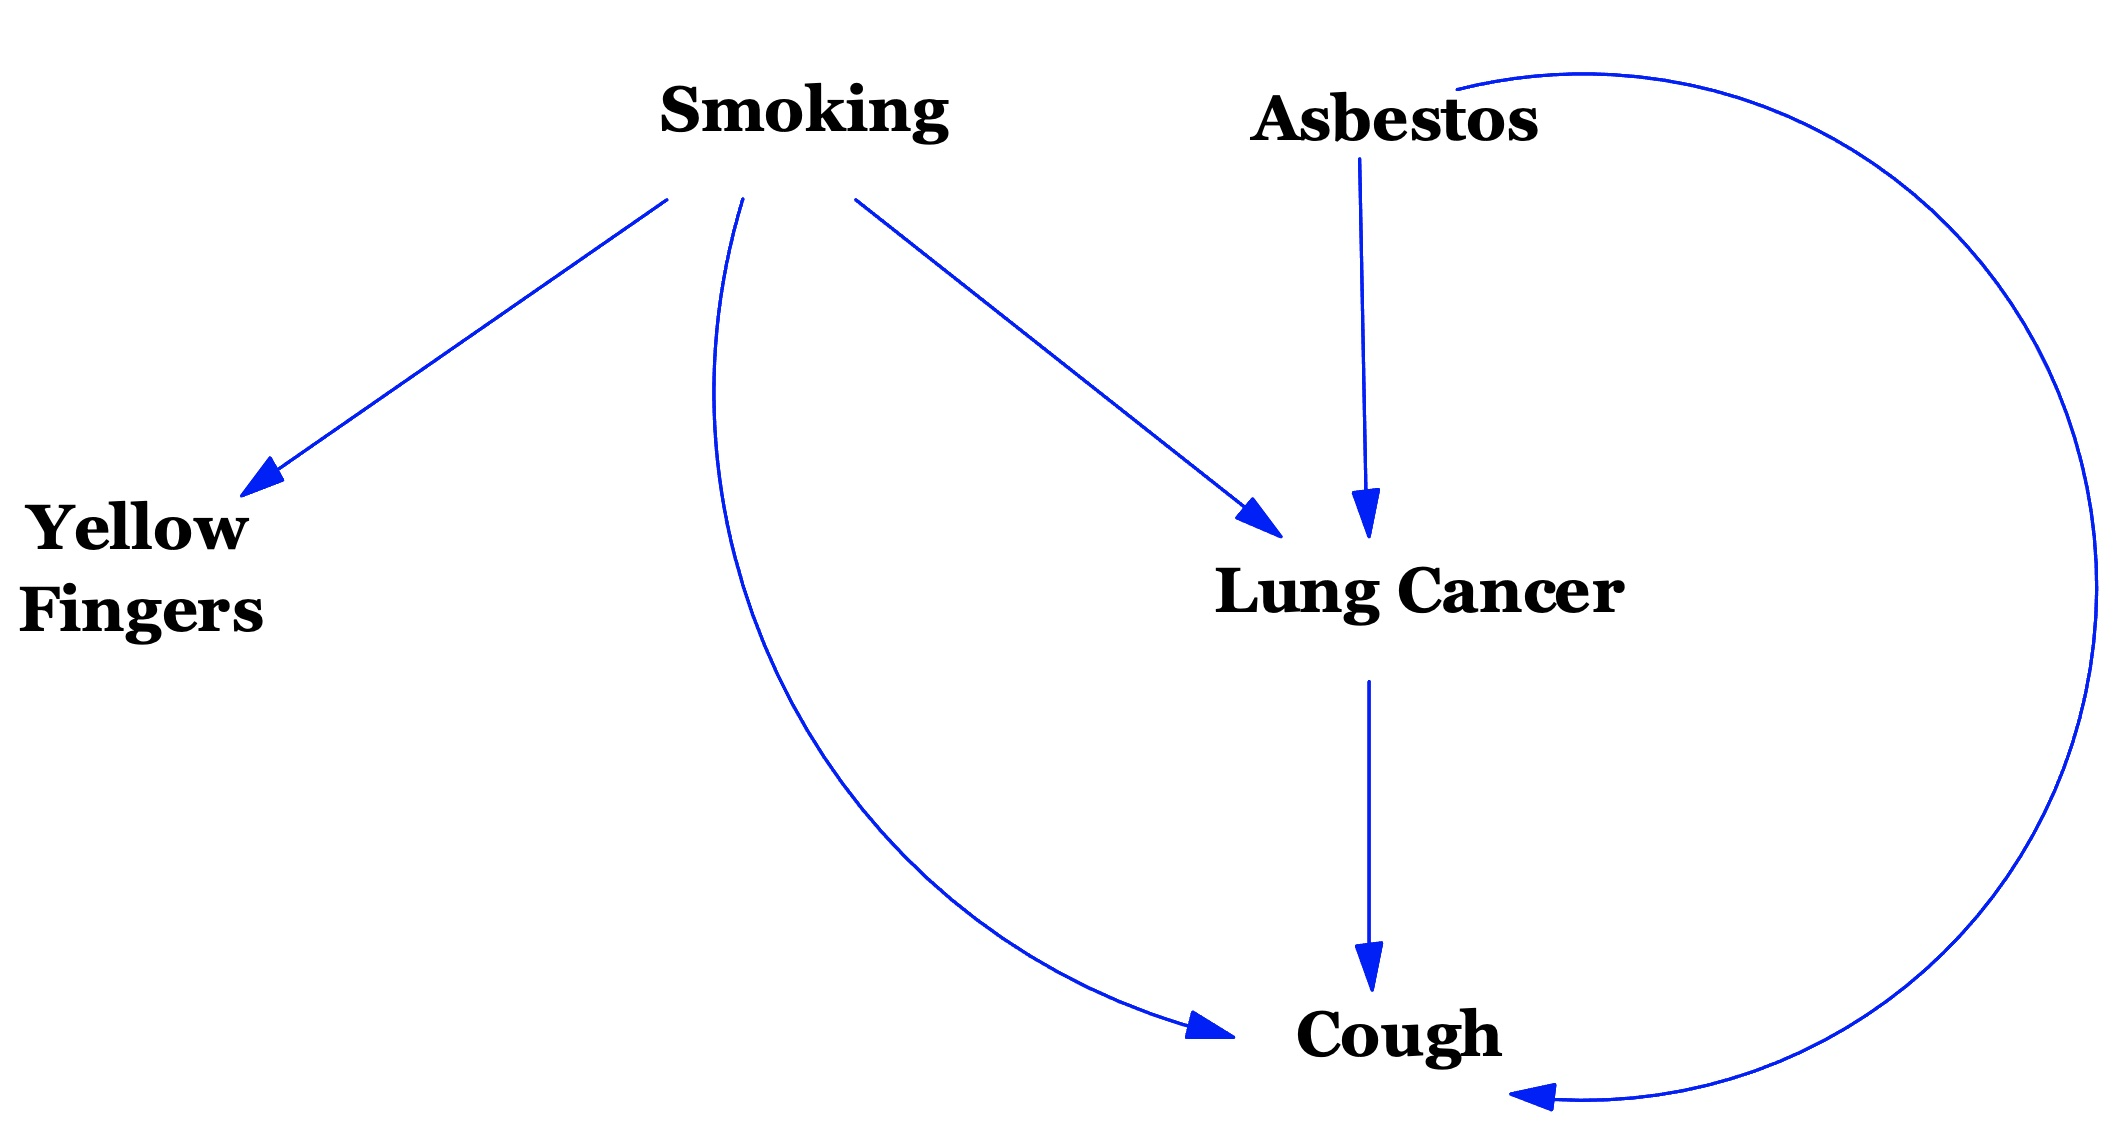 Smoking
Asbestos
Yellow
Fingers
Lung Cancer
Cough